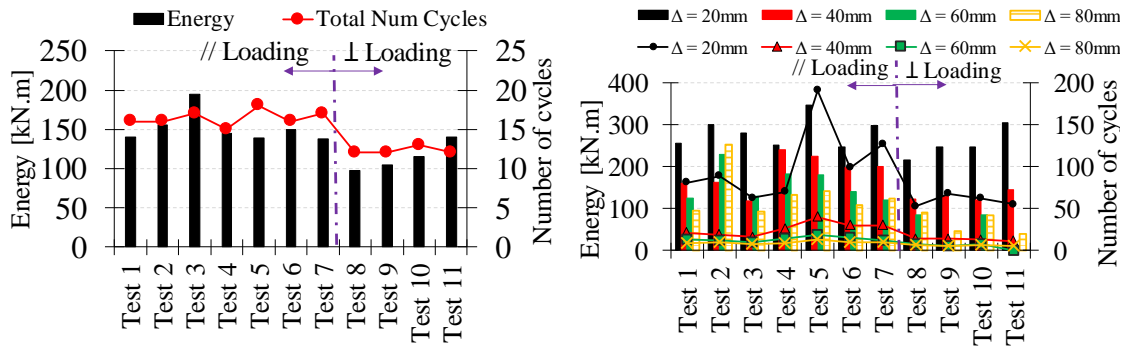 Energy
Total Num Cycles
// Loading
⊥ Loading
Energy [kN.m]
250
200
150
100
50
0
25
20
15
10
5
0
Number of cycles
Test 1
Test 2
Test 3
Test 4
Test 5
Test 6
Test 7
Test 8
Test 9
Test 10
Test 11
Δ = 20mm
Δ = 40mm
Δ = 60mm
Δ = 80mm
Δ = 20mm
Δ = 40mm
Δ = 60mm
Δ = 80mm
// Loading
⊥ Loading
Energy [kN.m]
400
300
200
100
0
200
150
100
50
0
Number of cycles
Test 1
Test 2
Test 3
Test 4
Test 5
Test 6
Test 7
Test 8
Test 9
Test 10
Test 11